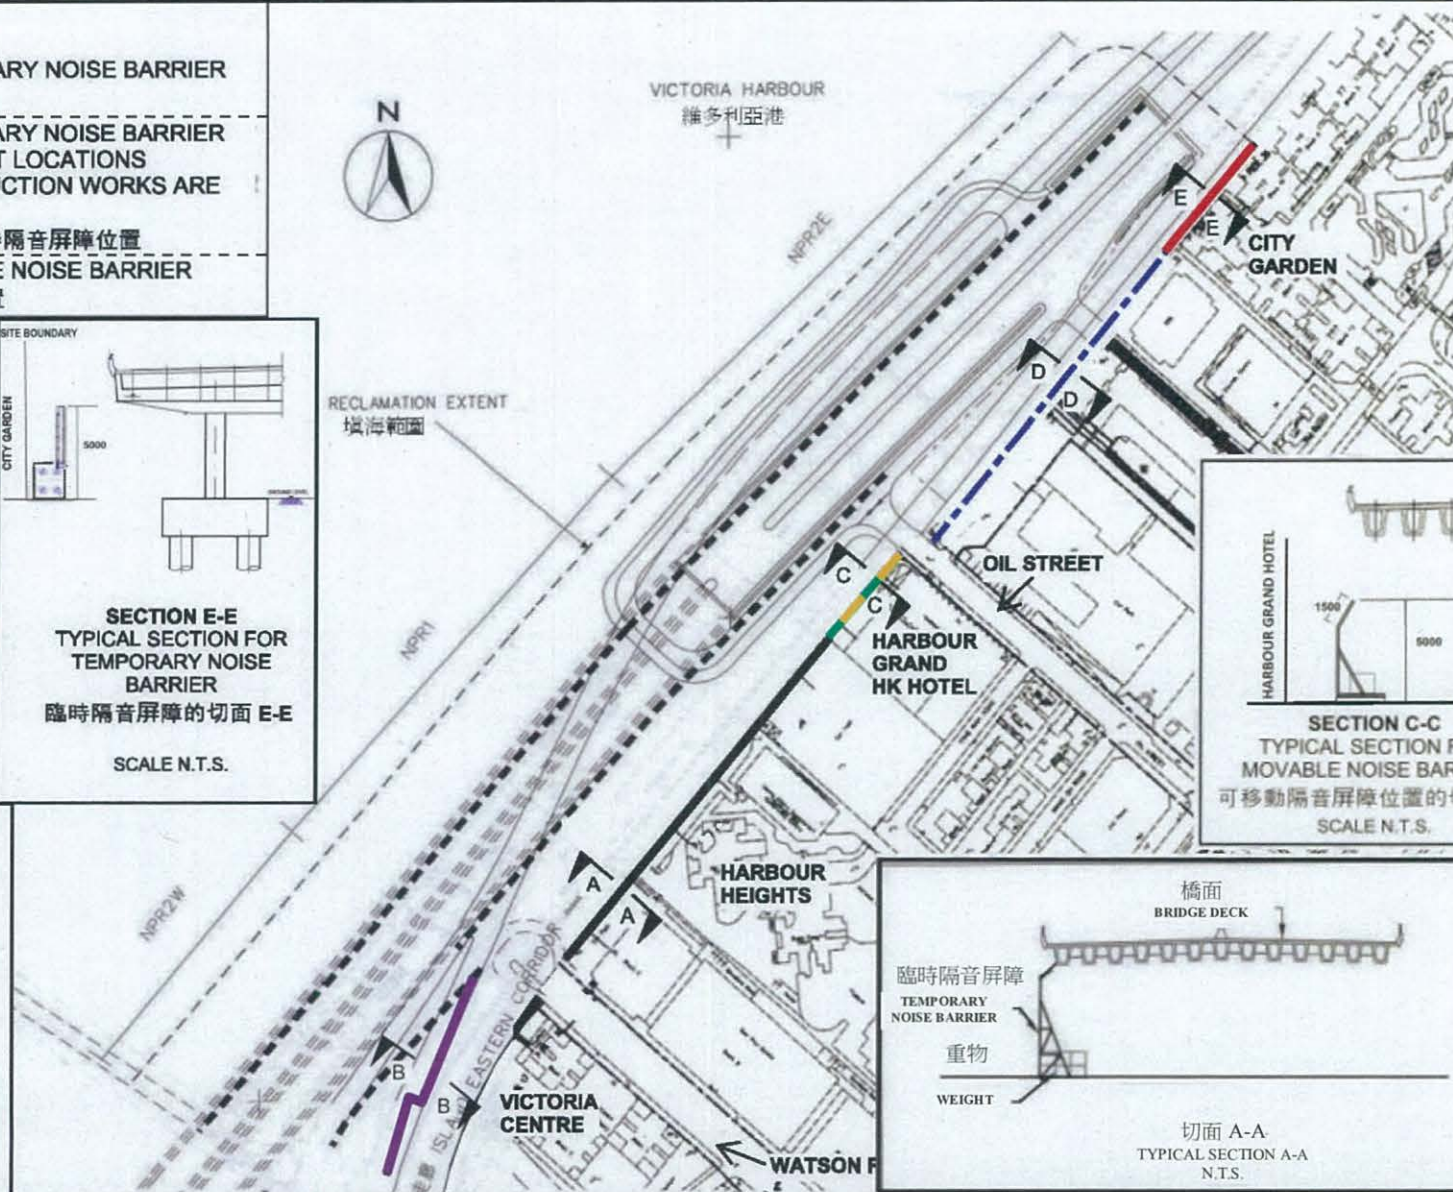 ARY NOISE BARRIER
ARY NOISE BARRIER
T LOCATIONS
UCTION WORKS ARE
隔音屏障位置
E NOISE BARRIER
SITE BOUNDARY
CITY GARDEN
5000
SECTION E-E
TYPICAL SECTION FOR
TEMPORARY NOISE
BARRIER
臨時隔音屏障的切面 E-E
SCALE N.T.S.
N
VICTORIA HARBOUR
維多利亞港
NPR2E
RECLAMATION EXTENT
填海範圍
NPR1
NPR2W
E
E
CITY
GARDEN
D
D
OIL STREET
C
C
HARBOUR
GRAND
HK HOTEL
HARBOUR
HEIGHTS
A
A
B
B
ISLAND EASTERN CORRIDOR
VICTORIA
CENTRE
WATSON
HARBOUR GRAND HOTEL
1500
5000
SECTION C-C
TYPICAL SECTION F
MOVABLE NOISE BAR
可移動隔音屏障位置的
SCALE N.T.S.
橋面
BRIDGE DECK
臨時隔音屏障
TEMPORARY
NOISE BARRIER
重物
WEIGHT
切面 A-A
TYPICAL SECTION A-A
N.T.S.